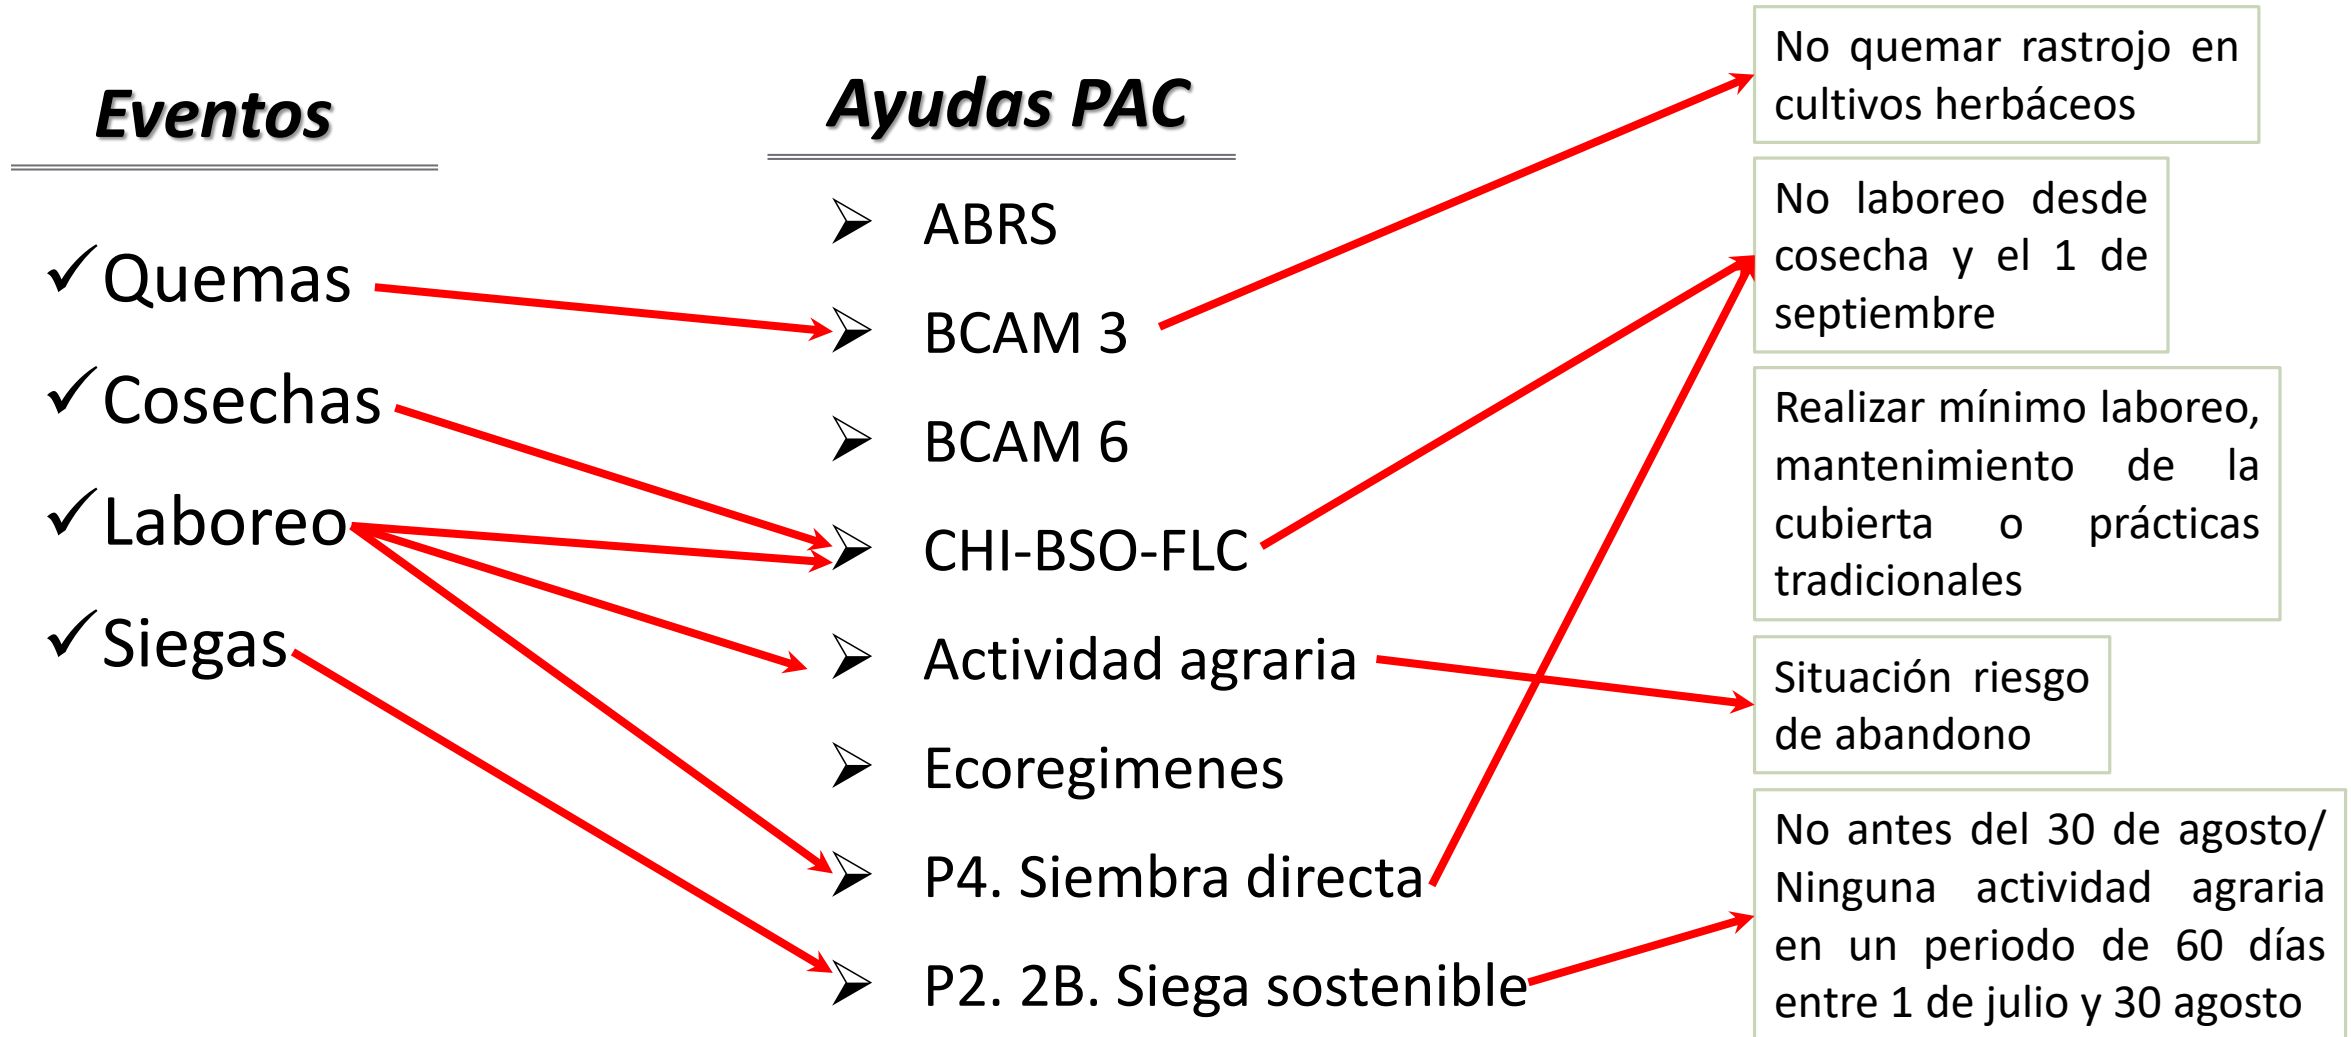 Eventos
Quemas
Cosechas
Laboreo
Siegas
Ayudas PAC
ABRS
BCAM 3
BCAM 6
CHI-BSO-FLC
Actividad agraria
Ecoregimenes
P4. Siembra directa
P2. 2B. Siega sostenible
No quemar rastrojo en
cultivos herbáceos
No laboreo desde
cosecha y el 1 de
septiembre
Realizar mínimo laboreo,
mantenimiento de la
cubierta o prácticas
tradicionales
Situación riesgo
de abandono
No antes del 30 de agosto/
Ninguna actividad agraria
en un periodo de 60 días
entre 1 de julio y 30 agosto